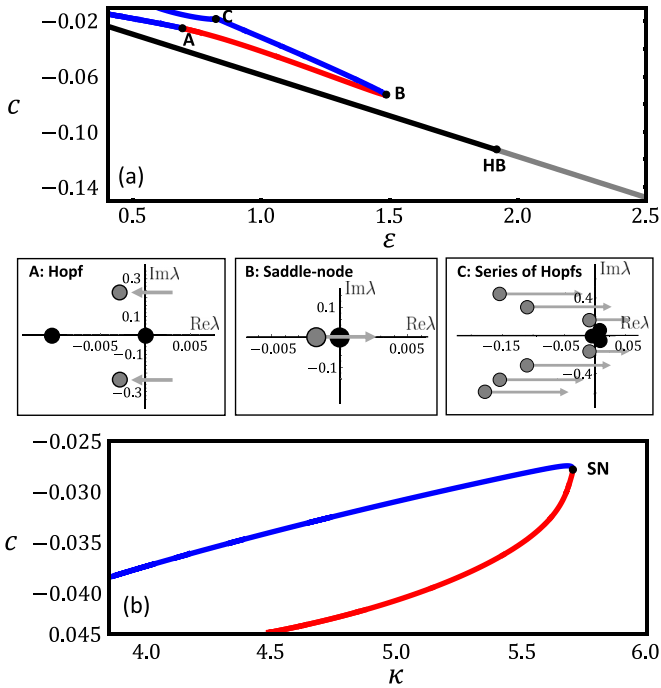 −0.02
C
A
−0.06
B
c
−0.10
HB
(a)
−0.14
0.5 1.0 1.5 2.0 2.5
ε
A: Hopf
Imλ
0.3
0.1
Reλ
−0.005 0.005
−0.1
−0.3
B: Saddle-node
Imλ
0.1
Reλ
−0.005 0.005
−0.1
C: Series of Hopfs
Imλ
0.4
Reλ
−0.15 −0.05 0.05
−0.4
−0.025
SN
−0.030
−0.035
c
−0.040
(b)
0.045
4.0 4.5 5.0 5.5 6.0
κ